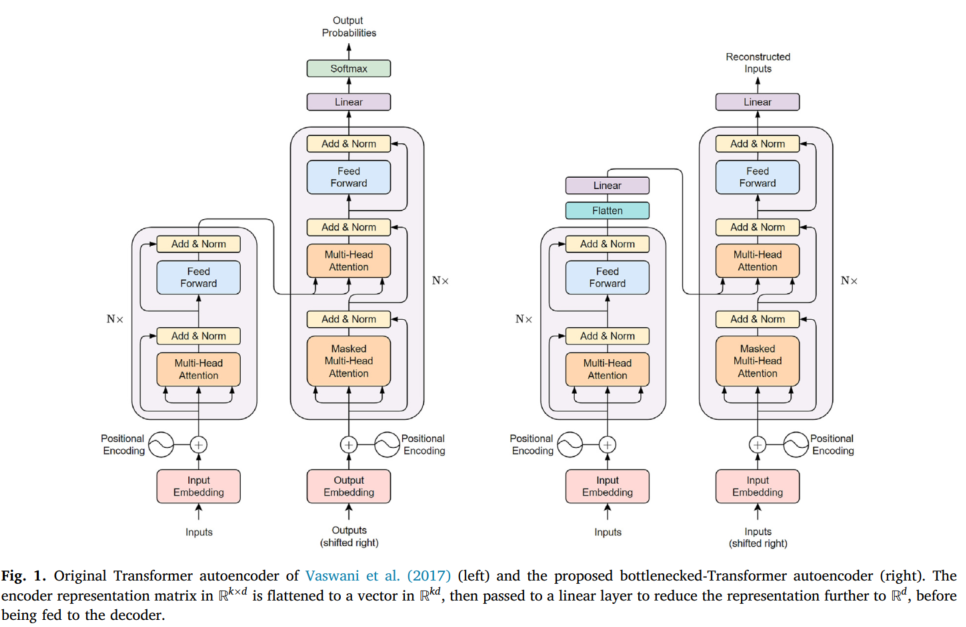 Output
Probabilities
Softmax
Linear
Add & Norm
Feed
Forward
Add & Norm
Multi-Head
Attention
Add & Norm
Masked
Multi-Head
Attention
N×
Positional
Encoding
Output
Embedding
Outputs
(shifted right)
Add & Norm
Feed
Forward
Add & Norm
Multi-Head
Attention
N×
Positional
Encoding
Input
Embedding
Inputs
Reconstructed
Inputs
Linear
Add & Norm
Feed
Forward
Add & Norm
Multi-Head
Attention
Add & Norm
Masked
Multi-Head
Attention
N×
Positional
Encoding
Input
Embedding
Inputs
(shifted right)
Linear
Flatten
Add & Norm
Feed
Forward
Add & Norm
Multi-Head
Attention
N×
Positional
Encoding
Input
Embedding
Inputs
Fig. 1. Original Transformer autoencoder of Vaswani et al. (2017) (left) and the proposed bottlenecked-Transformer autoencoder (right). The
encoder representation matrix in ℝ^{k×d} is flattened to a vector in ℝ^{kd}, then passed to a linear layer to reduce the representation further to ℝ^{d}, before
being fed to the decoder.